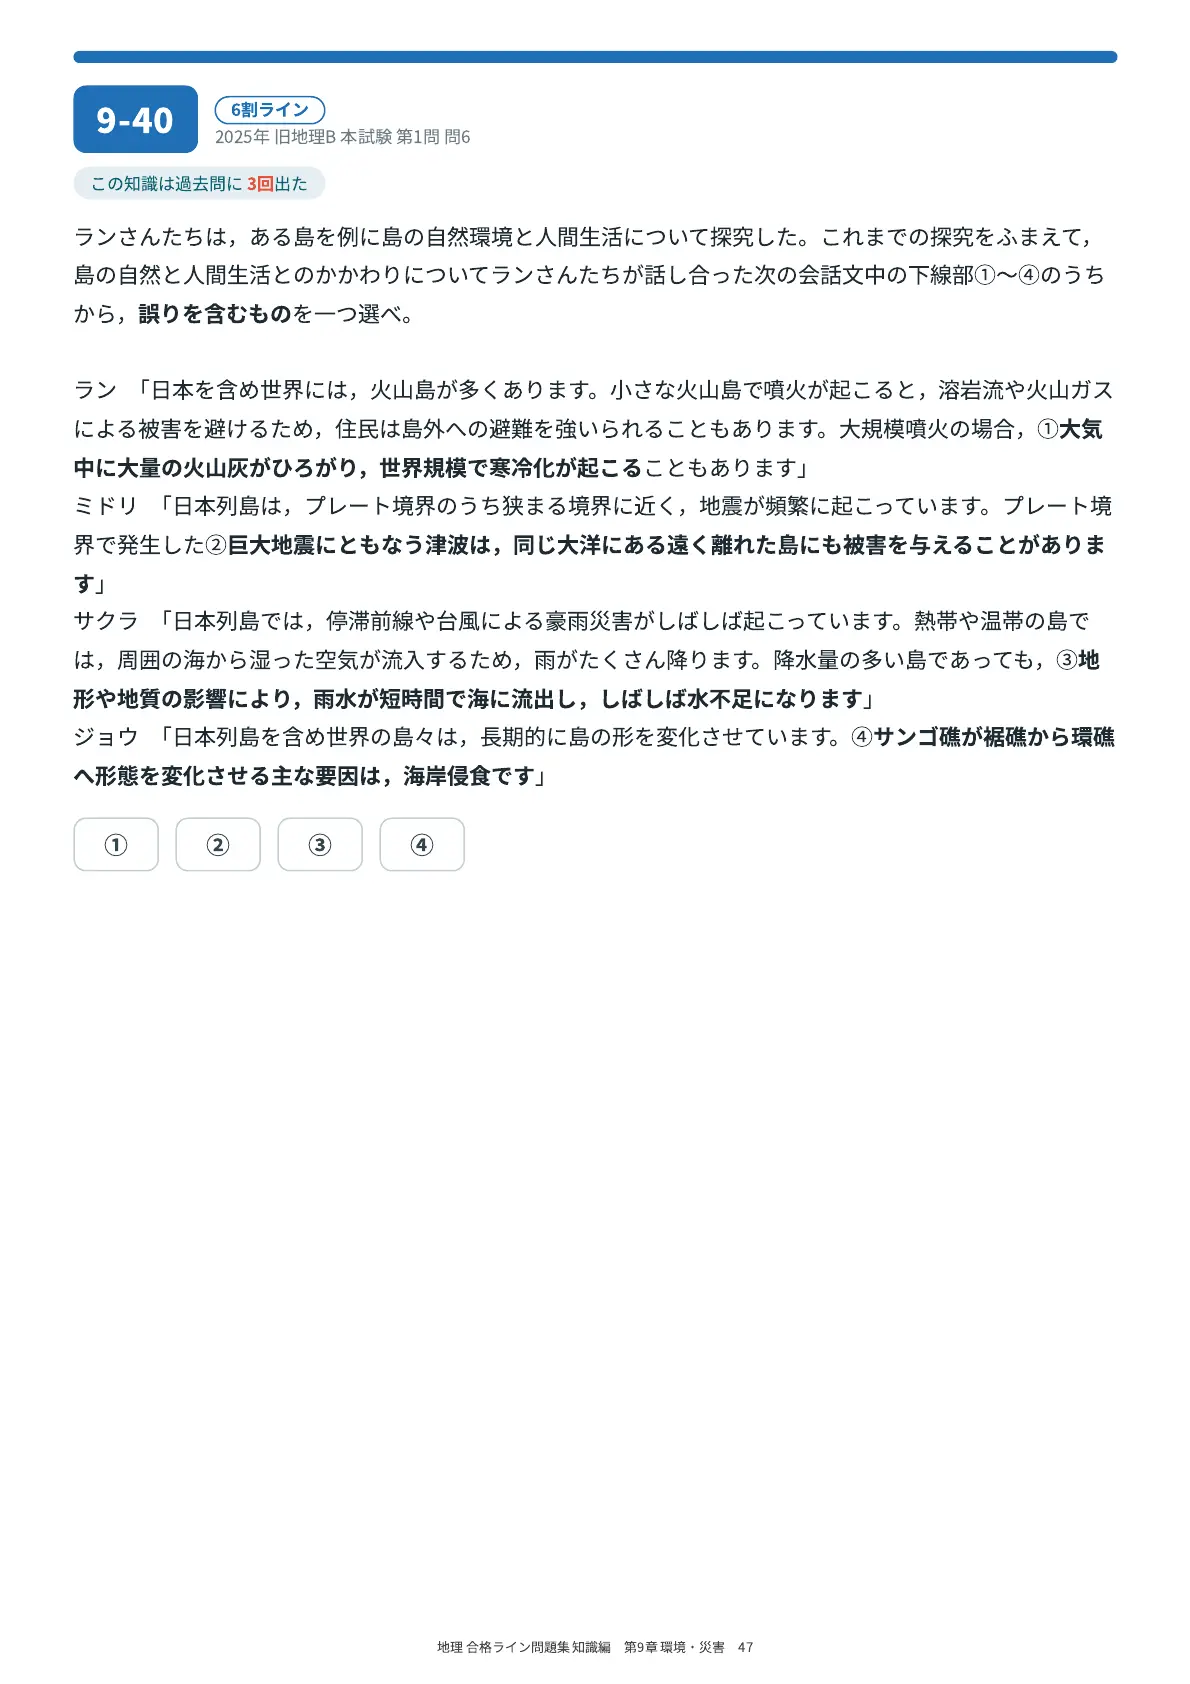 9-40
6割ライン
2025年 旧地理B 本試験 第1問 問6
この知識は過去問に 3回出た
ランさんたちは，ある島を例に島の自然環境と人間生活について探究した。これまでの探究をふまえて，
島の自然と人間生活とのかかわりについてランさんたちが話し合った次の会話文中の下線部①～④のうち
から，誤りを含むものを一つ選べ。
ラン 「日本を含め世界には，火山島が多くあります。小さな火山島で噴火が起こると，溶岩流や火山ガス
による被害を避けるため，住民は島外への避難を強いられることもあります。大規模噴火の場合，①大気
中に大量の火山灰がひろがり，世界規模で寒冷化が起こることもあります」
ミドリ 「日本列島は，プレート境界のうち狭まる境界に近く，地震が頻繁に起こっています。プレート境
界で発生した②巨大地震にともなう津波は，同じ大洋にある遠く離れた島にも被害を与えることがありま
す」
サクラ 「日本列島では，停滞前線や台風による豪雨災害がしばしば起こっています。熱帯や温帯の島で
は，周囲の海から湿った空気が流入するため，雨がたくさん降ります。降水量の多い島であっても，③地
形や地質の影響により，雨水が短時間で海に流出し，しばしば水不足になります」
ジョウ 「日本列島を含め世界の島々は，長期的に島の形を変化させています。④サンゴ礁が裾礁から環礁
へ形態を変化させる主な要因は，海岸侵食です」
① ② ③ ④
地理 合格ライン問題集 知識編 第9章 環境・災害 47